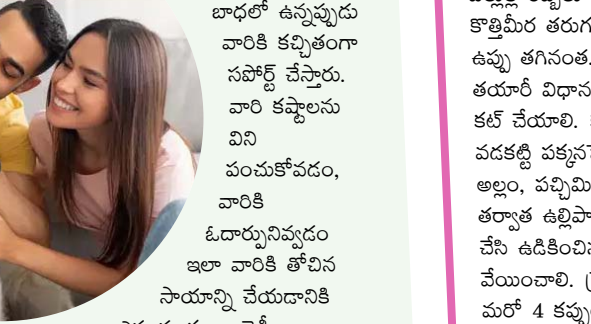 బాధలో ఉన్నప్పుడు
వారికి కచ్చితంగా
సపోర్ట్ చేస్తారు.
వారి కష్టాలను
విని
పంచుకోవడం,
వారికి
ఓదార్పునివ్వడం
ఇలా వారికి తోచిన
సాయాన్ని చేయడానికి
కొత్తిమీర తరుగు
ఉప్పు తగినంత.
తయారీ విధాన
కట్ చేయాలి.
వడకట్టి పక్కన
అల్లం, పచ్చిమి
తర్వాత ఉల్లిపా
చేసి ఉడికించిన
వేయించాలి.
మరో 4 కప్పు